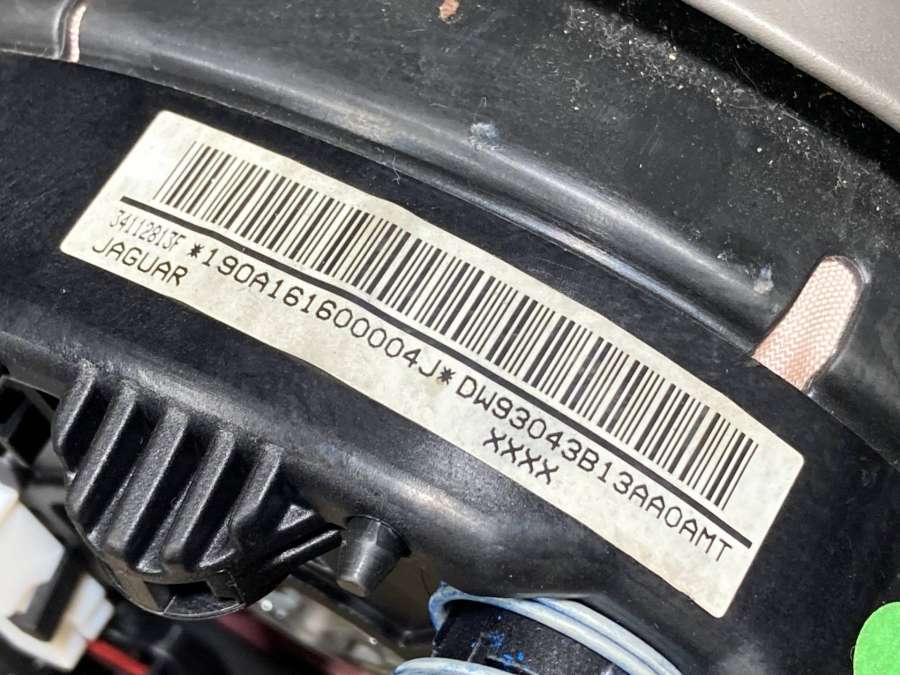 34112813F *190A161600004J*DW93043B13AA0AMT
JAGUAR XXXX